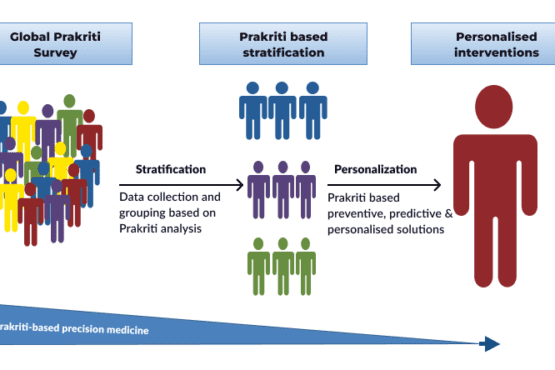 Global Prakriti
Survey
Prakriti based
stratification
Personalised
interventions
Stratification
Data collection and
grouping based on
Prakriti analysis
Personalization
Prakriti based
preventive, predictive &
personalised solutions
rakriti-based precision medicine